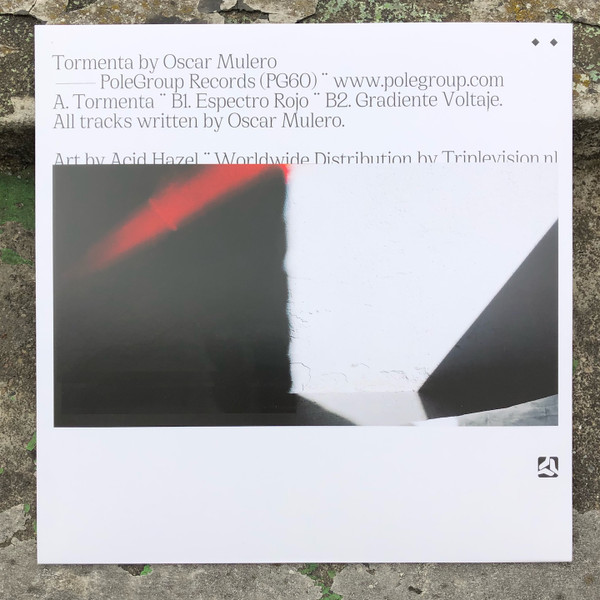 Tormenta by Oscar Mulero
—— PoleGroup Records (PG60) ¨ www.polegroup.com
A. Tormenta ¨ B1. Espectro Rojo ¨ B2. Gradiente Voltaje.
All tracks written by Oscar Mulero.
Art by Acid Hazel ¨ Worldwide Distribution by Triplevision.nl